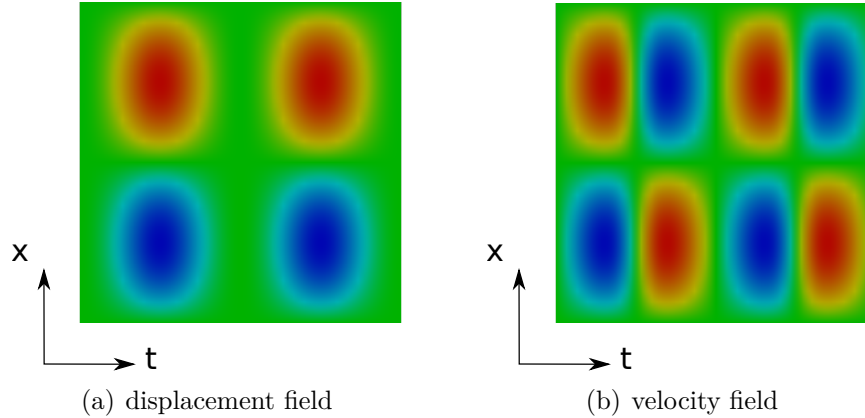 x
t
(a) displacement field
x
t
(b) velocity field